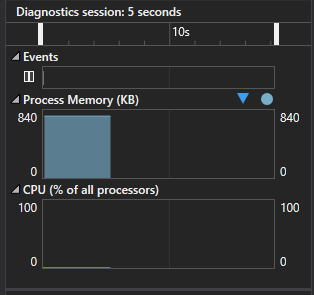 Diagnostics session: 5 seconds
10s
Events
Process Memory (KB)
840 840
0 0
CPU (% of all processors)
100 100
0 0